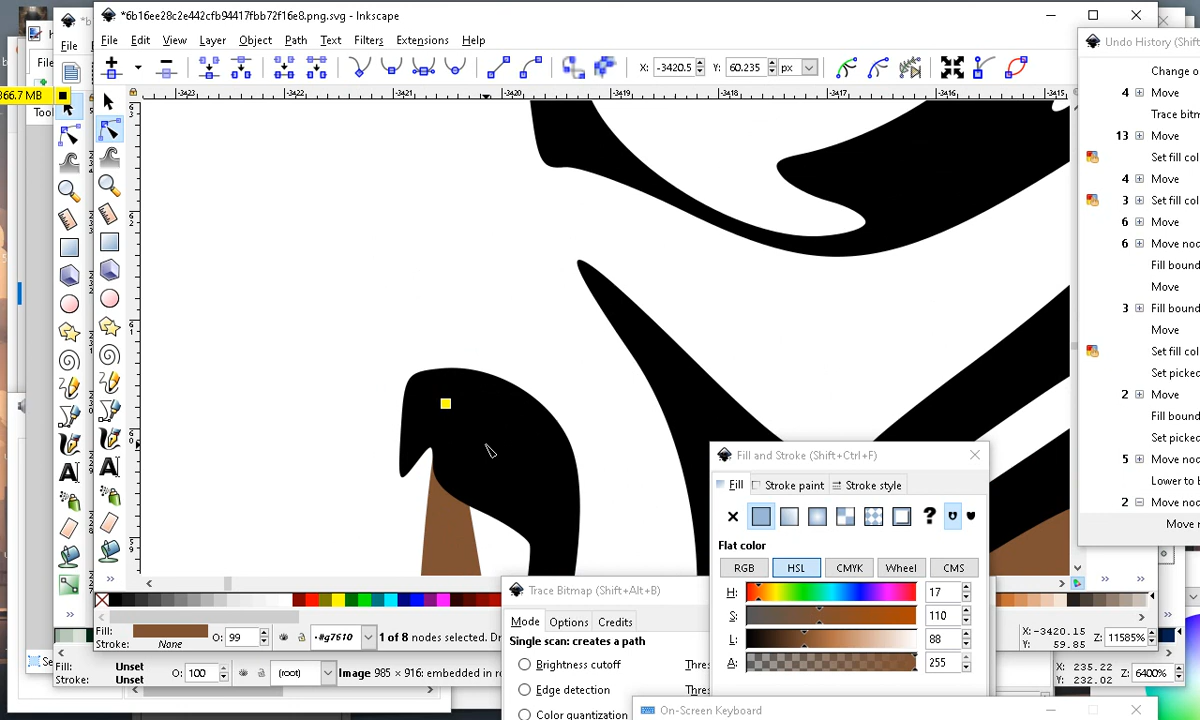 *6b16ee28c2e442cfb94417fbb72f16e8.png.svg - Inkscape
File Edit View Layer Object Path Text Filters Extensions Help
X: -3420.5 Y: 60.235 px
366.7 MB
File
Tool
-3423 -3422 -3421 -3420 -3419 -3418 -3417 -3416 -3415
Undo History (Shift
Change o
4 Move
Trace bitm
13 Move
Set fill col
4 Move
3 Set fill col
6 Move
6 Move nod
Fill bound
Move
3 Fill bound
Move
Set fill col
Set picked
2 Move
Fill bound
Set picked
5 Move nod
Lower to b
2 Move nod
Move n
Fill and Stroke (Shift+Ctrl+F)
Fill Stroke paint Stroke style
Flat color
RGB HSL CMYK Wheel CMS
H: 17
S: 110
L: 88
A: 255
Trace Bitmap (Shift+Alt+B)
Mode Options Credits
Single scan: creates a path
Brightness cutoff Thres
Edge detection Thres
Color quantization
Fill:
Stroke: None
O: 99
#g7610
1 of 8 nodes selected. Dr
X: -3420.15
Y: 59.85
Z: 11585%
Fill: Unset
Stroke: Unset
O: 100
(root)
Image 985 × 916: embedded in ro
X: 235.22
Y: 232.02
Z: 6400%
On-Screen Keyboard